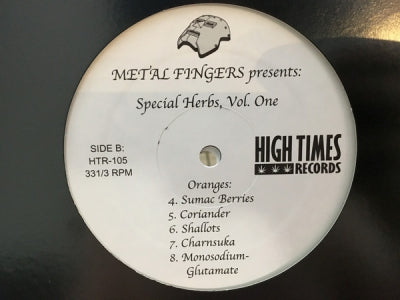 METAL FINGERS presents:
Special Herbs, Vol. One
SIDE B:
HTR-105
331/3 RPM
HIGH TIMES
RECORDS
Oranges:
4. Sumac Berries
5. Coriander
6. Shallots
7. Charnsuka
8. Monosodium-
Glutamate